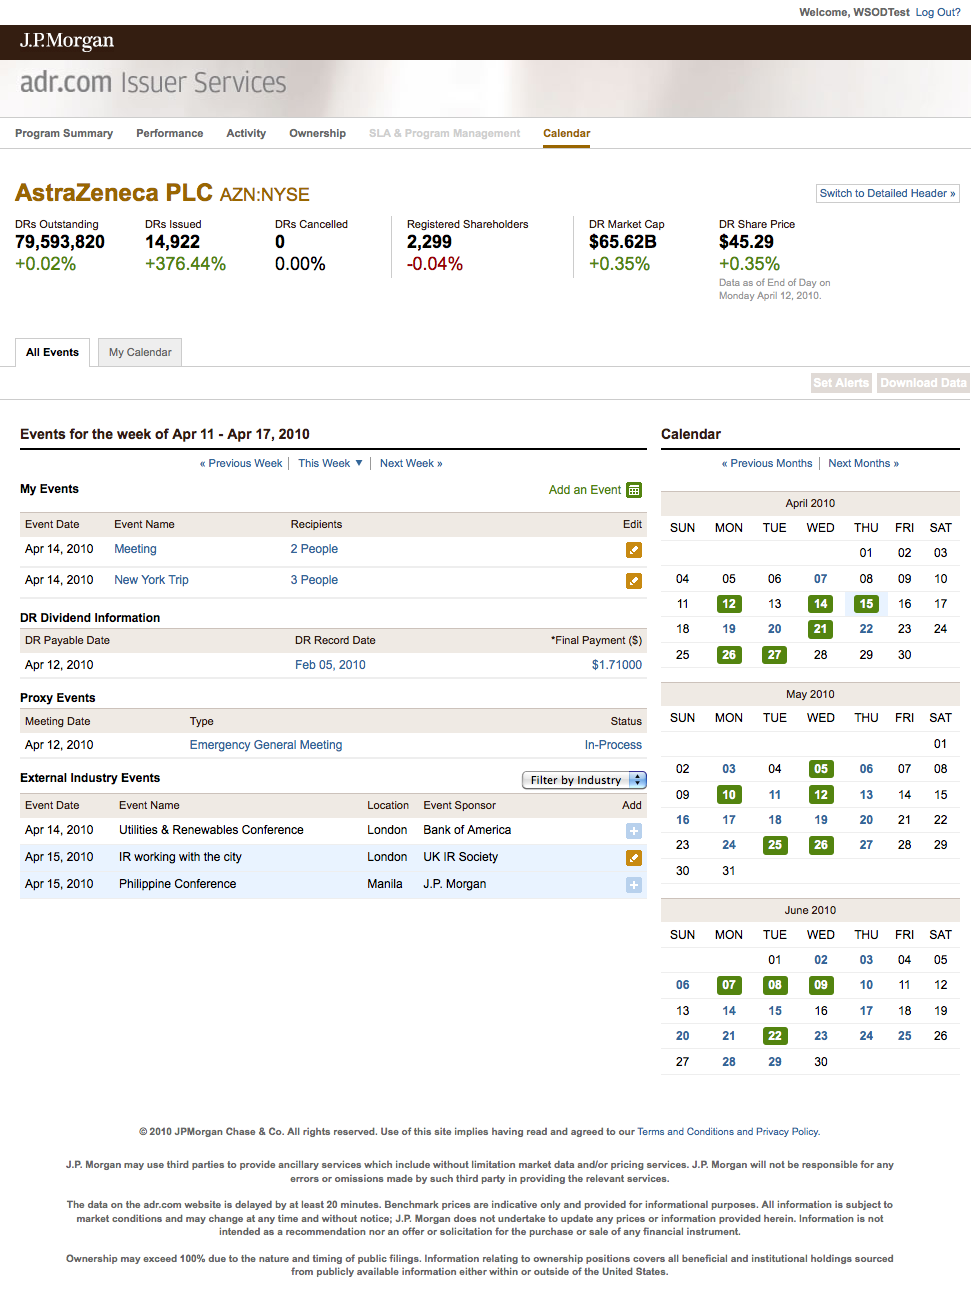 Welcome, WSODTest Log Out?
J.P.Morgan
adr.com Issuer Services
Program Summary Performance Activity Ownership SLA & Program Management Calendar
AstraZeneca PLC AZN:NYSE
Switch to Detailed Header »
DRs Outstanding DRs Issued DRs Cancelled Registered Shareholders DR Market Cap DR Share Price
79,593,820 14,922 0 2,299 $65.62B $45.29
+0.02% +376.44% 0.00% -0.04% +0.35% +0.35%
Data as of End of Day on
Monday April 12, 2010.
All Events My Calendar
Set Alerts Download Data
Events for the week of Apr 11 - Apr 17, 2010
« Previous Week This Week ▼ Next Week »
My Events Add an Event
Event Date Event Name Recipients Edit
Apr 14, 2010 Meeting 2 People
Apr 14, 2010 New York Trip 3 People
DR Dividend Information
DR Payable Date DR Record Date *Final Payment ($)
Apr 12, 2010 Feb 05, 2010 $1.71000
Proxy Events
Meeting Date Type Status
Apr 12, 2010 Emergency General Meeting In-Process
External Industry Events Filter by Industry
Event Date Event Name Location Event Sponsor Add
Apr 14, 2010 Utilities & Renewables Conference London Bank of America
Apr 15, 2010 IR working with the city London UK IR Society
Apr 15, 2010 Philippine Conference Manila J.P. Morgan
Calendar
« Previous Months Next Months »
April 2010
SUN MON TUE WED THU FRI SAT
01 02 03
04 05 06 07 08 09 10
11 12 13 14 15 16 17
18 19 20 21 22 23 24
25 26 27 28 29 30
May 2010
SUN MON TUE WED THU FRI SAT
01
02 03 04 05 06 07 08
09 10 11 12 13 14 15
16 17 18 19 20 21 22
23 24 25 26 27 28 29
30 31
June 2010
SUN MON TUE WED THU FRI SAT
01 02 03 04 05
06 07 08 09 10 11 12
13 14 15 16 17 18 19
20 21 22 23 24 25 26
27 28 29 30
© 2010 JPMorgan Chase & Co. All rights reserved. Use of this site implies having read and agreed to our Terms and Conditions and Privacy Policy.
J.P. Morgan may use third parties to provide ancillary services which include without limitation market data and/or pricing services. J.P. Morgan will not be responsible for any
errors or omissions made by such third party in providing the relevant services.
The data on the adr.com website is delayed by at least 20 minutes. Benchmark prices are indicative only and provided for informational purposes. All information is subject to
market conditions and may change at any time and without notice; J.P. Morgan does not undertake to update any prices or information provided herein. Information is not
intended as a recommendation nor an offer or solicitation for the purchase or sale of any financial instrument.
Ownership may exceed 100% due to the nature and timing of public filings. Information relating to ownership positions covers all beneficial and institutional holdings sourced
from publicly available information either within or outside of the United States.